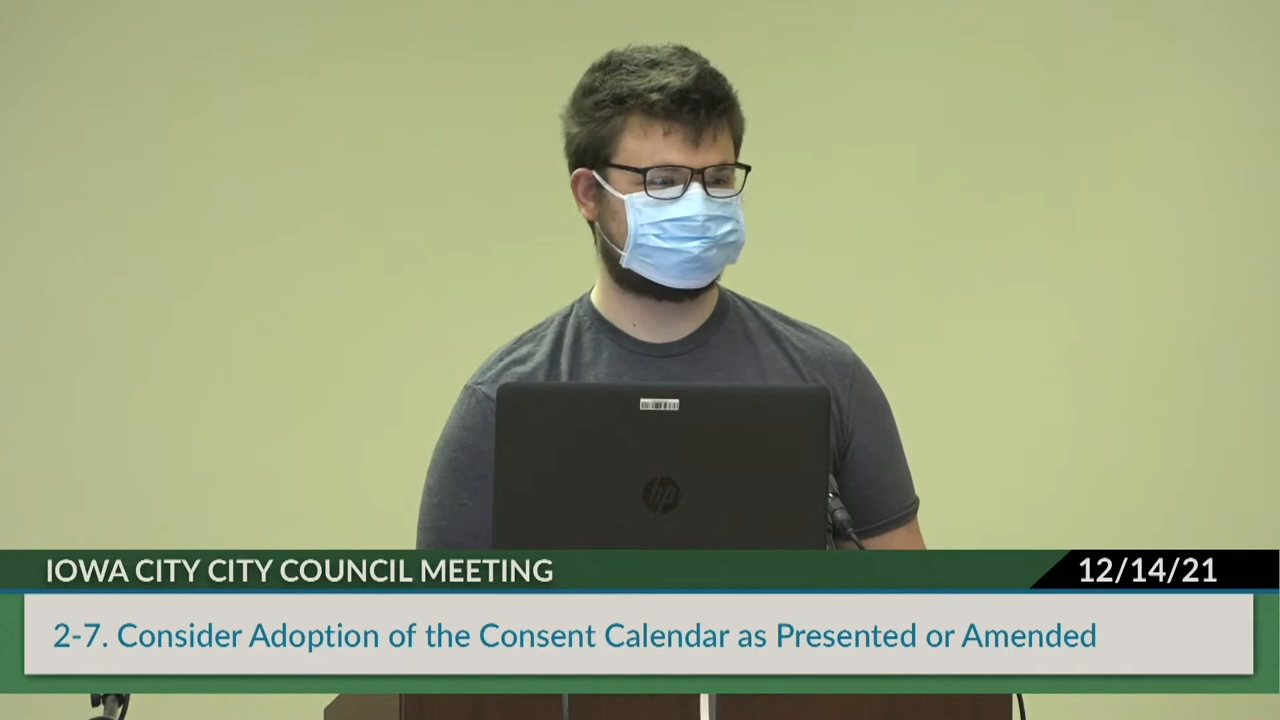 hp
IOWA CITY CITY COUNCIL MEETING
12/14/21
2-7. Consider Adoption of the Consent Calendar as Presented or Amended